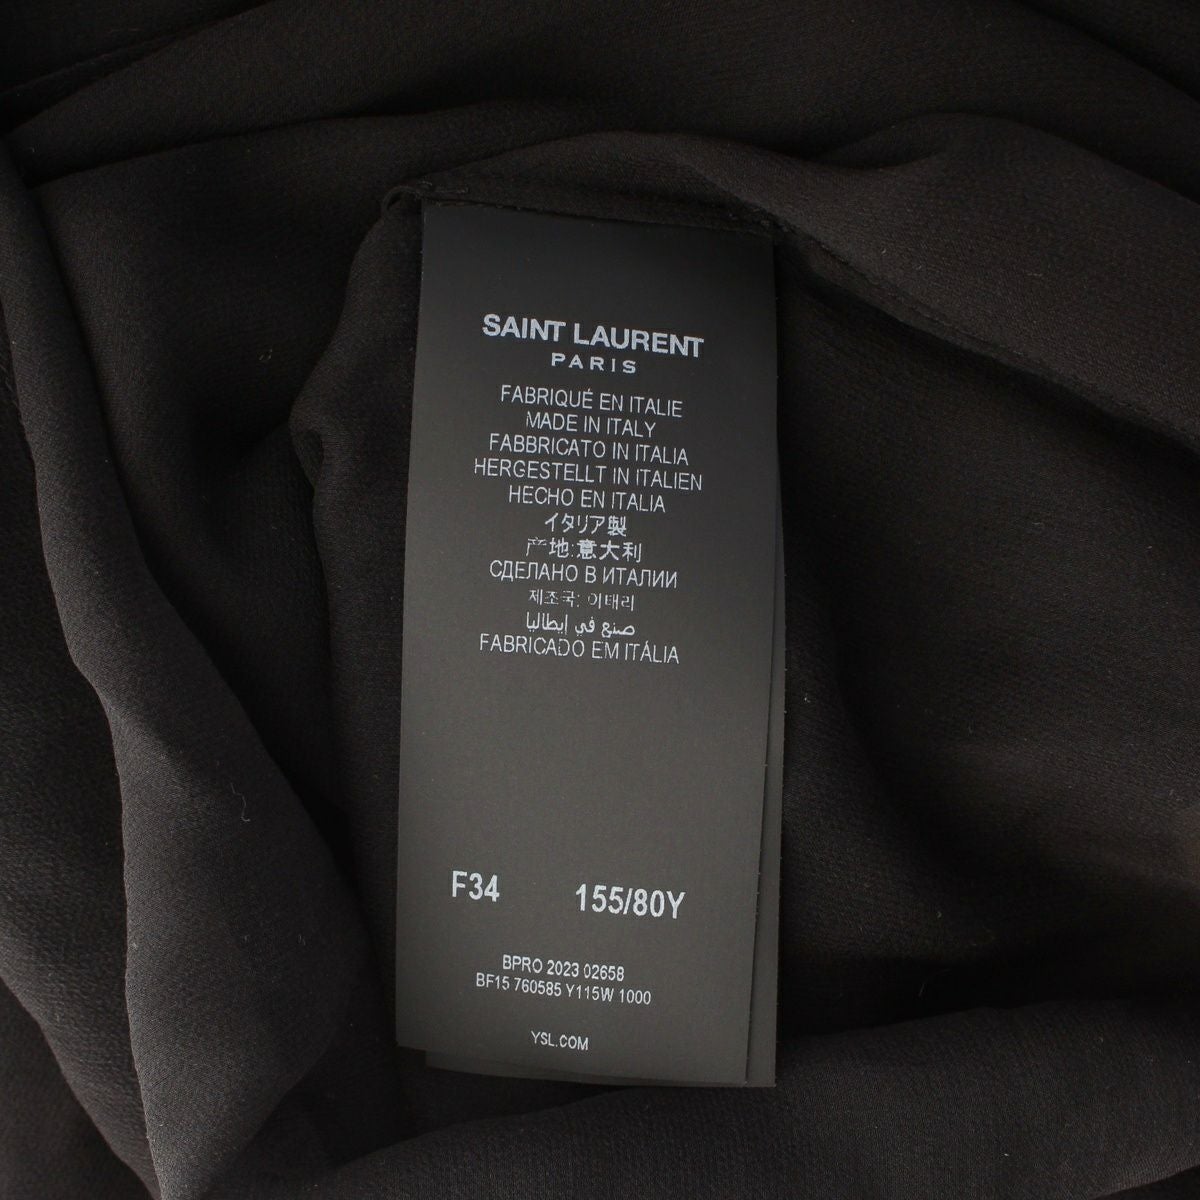 SAINT LAURENT
PARIS
FABRIQUÉ EN ITALIE
MADE IN ITALY
FABBRICATO IN ITALIA
HERGESTELLT IN ITALIEN
HECHO EN ITALIA
イタリア製
产地:意大利
СДЕЛАНО В ИТАЛИИ
제조국: 이태리
صنع في إيطاليا
FABRICADO EM ITÁLIA
F34 155/80Y
BPRO 2023 02658
BF15 760585 Y115W 1000
YSL.COM